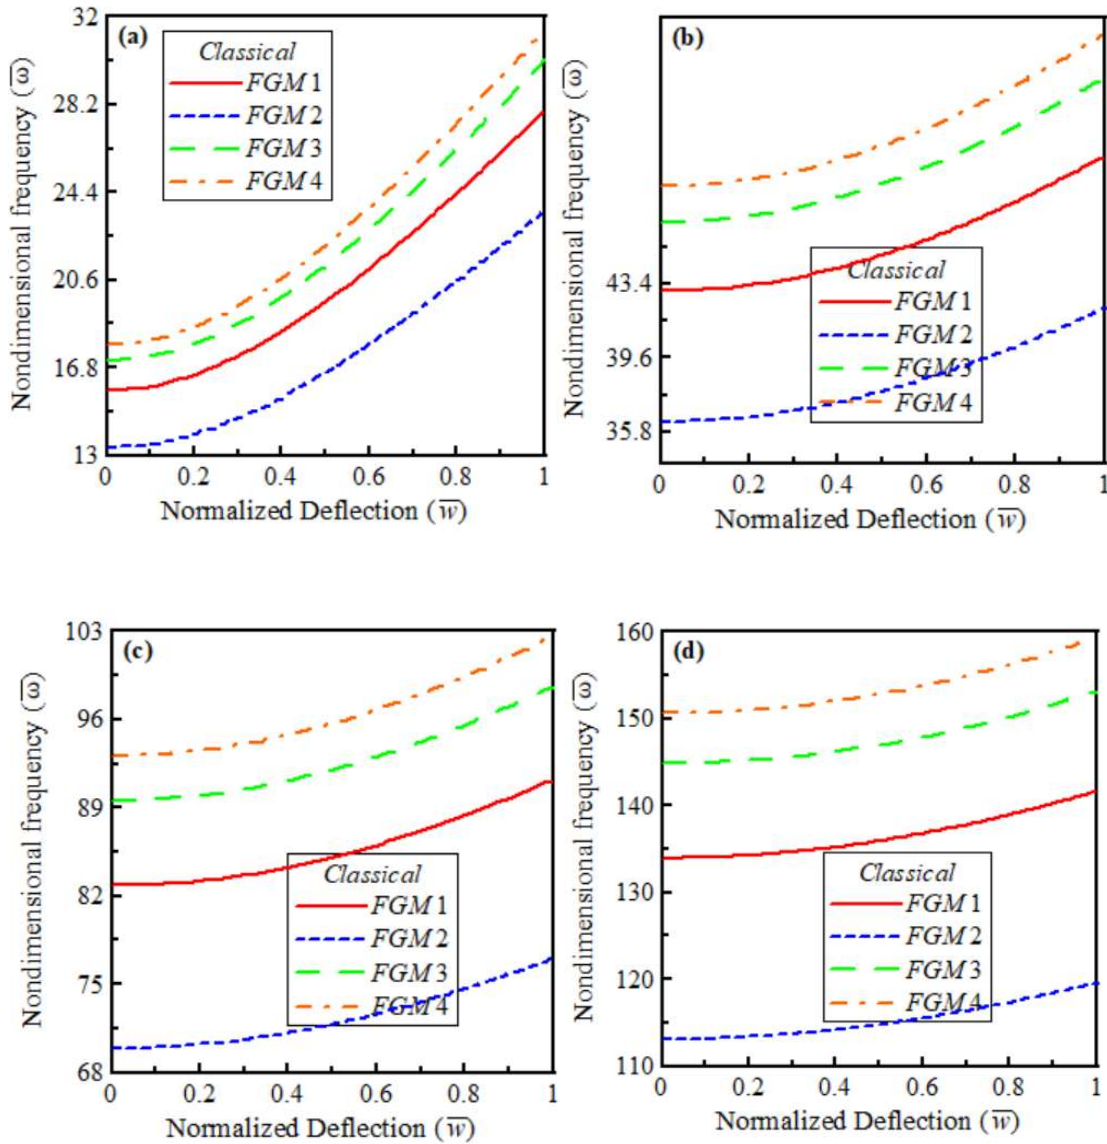 (a)
Classical
FGM 1
FGM 2
FGM 3
FGM 4
32
28.2
24.4
20.6
16.8
13
Nondimensional frequency (ω̅)
0 0.2 0.4 0.6 0.8 1
Normalized Deflection (w̅)
(b)
Classical
FGM 1
FGM 2
FGM 3
FGM 4
43.4
39.6
35.8
Nondimensional frequency (ω̅)
0 0.2 0.4 0.6 0.8 1
Normalized Deflection (w̅)
(c)
Classical
FGM 1
FGM 2
FGM 3
FGM 4
103
96
89
82
75
68
Nondimensional frequency (ω̅)
0 0.2 0.4 0.6 0.8 1
Normalized Deflection (w̅)
(d)
Classical
FGM 1
FGM 2
FGM 3
FGM 4
160
150
140
130
120
110
Nondimensional frequency (ω̅)
0 0.2 0.4 0.6 0.8 1
Normalized Deflection (w̅)